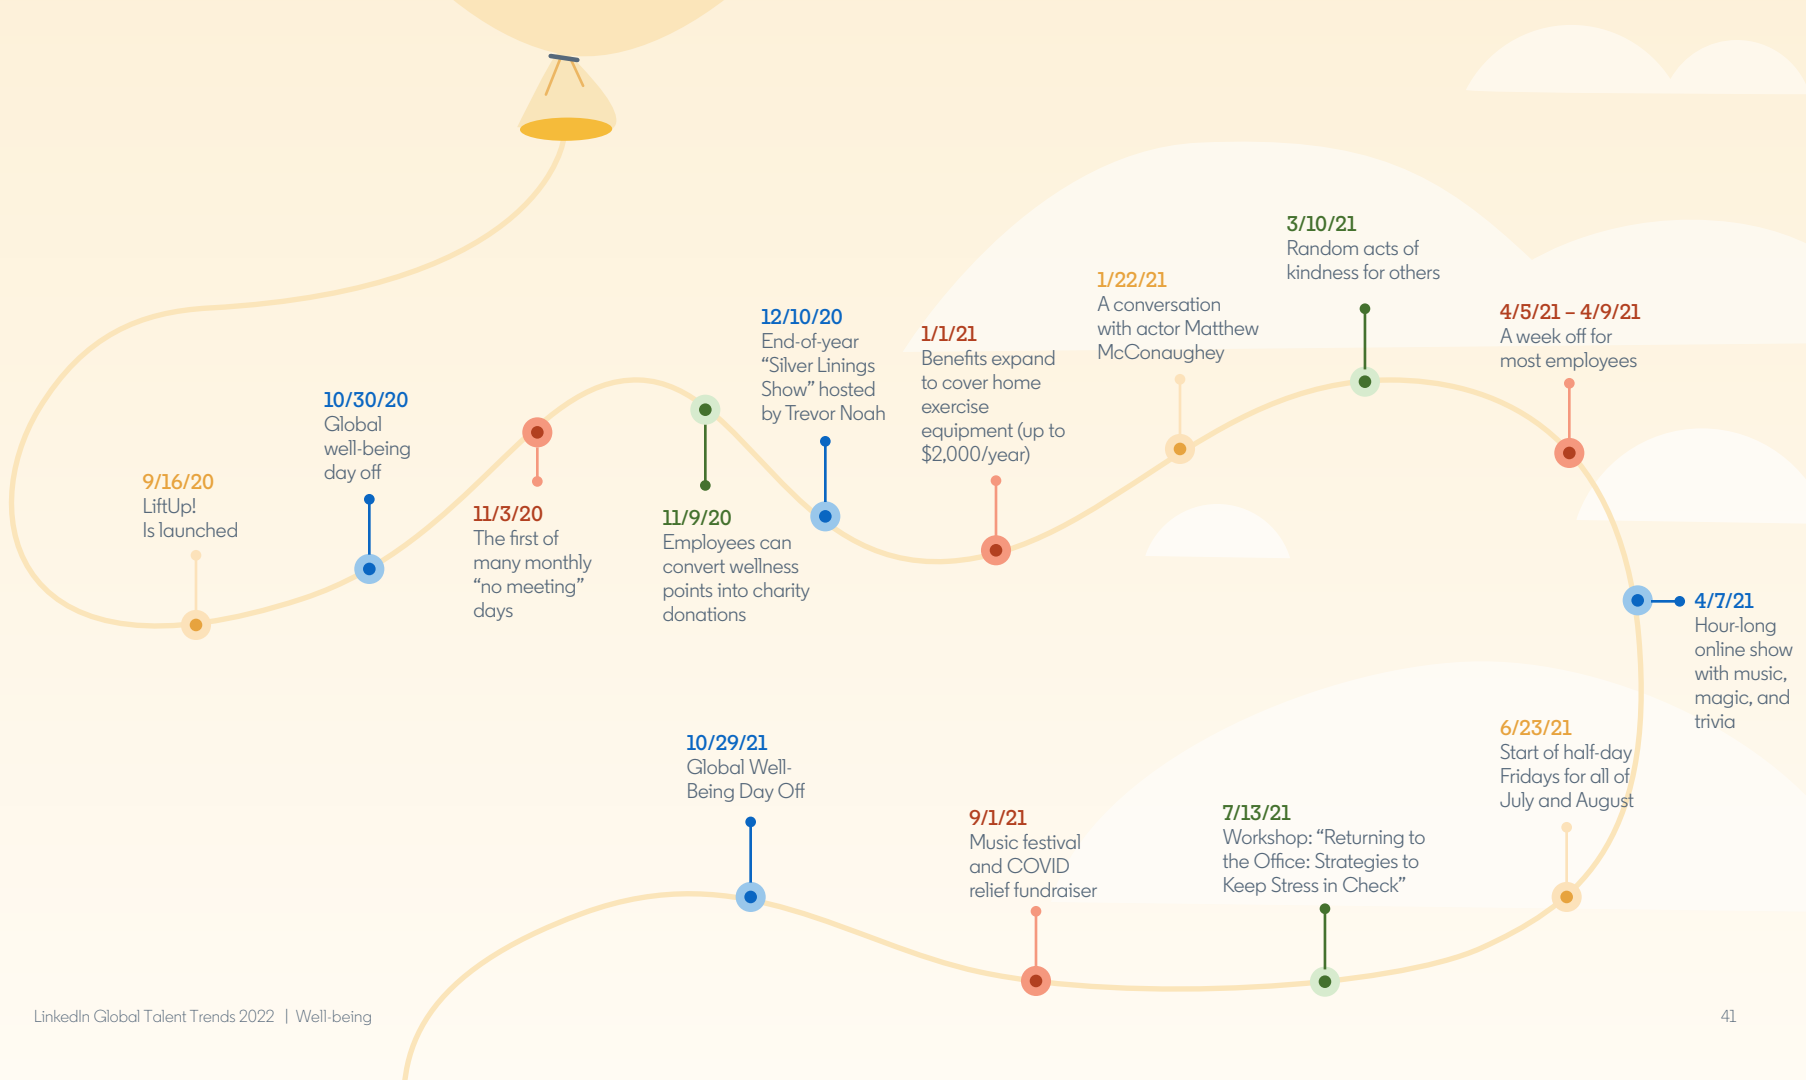 9/16/20
LiftUp!
Is launched
10/30/20
Global
well-being
day off
11/3/20
The first of
many monthly
“no meeting”
days
11/9/20
Employees can
convert wellness
points into charity
donations
12/10/20
End-of-year
“Silver Linings
Show” hosted
by Trevor Noah
1/1/21
Benefits expand
to cover home
exercise
equipment (up to
$2,000/year)
1/22/21
A conversation
with actor Matthew
McConaughey
3/10/21
Random acts of
kindness for others
4/5/21 – 4/9/21
A week off for
most employees
4/7/21
Hour-long
online show
with music,
magic, and
trivia
6/23/21
Start of half-day
Fridays for all of
July and August
7/13/21
Workshop: “Returning to
the Office: Strategies to
Keep Stress in Check”
9/1/21
Music festival
and COVID
relief fundraiser
10/29/21
Global Well-
Being Day Off
LinkedIn Global Talent Trends 2022 | Well-being
41